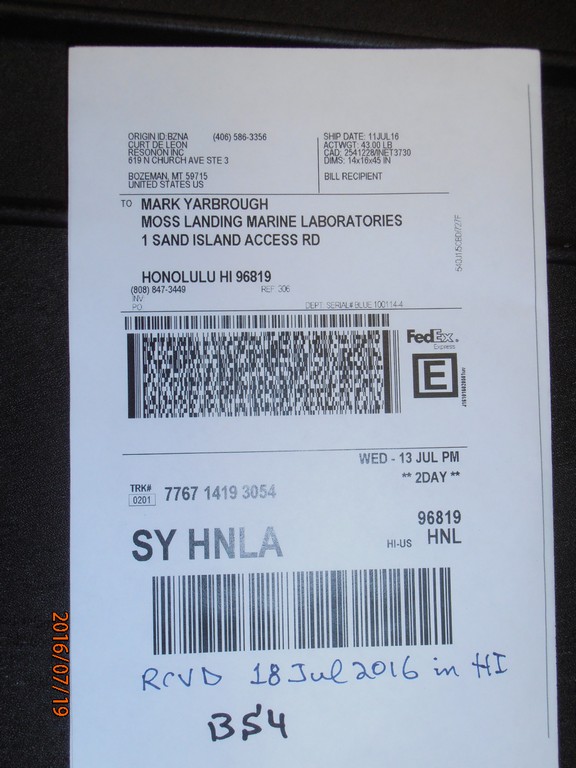 ORIGIN ID:BZNA (406) 586-3356
CURT DE LEON
RESONON INC
619 N CHURCH AVE STE 3
BOZEMAN, MT 59715
UNITED STATES US
SHIP DATE: 11JUL16
ACTWGT: 43.00 LB
CAD: 2541228/INET3730
DIMS: 14x16x45 IN
BILL RECIPIENT
TO MARK YARBROUGH
MOSS LANDING MARINE LABORATORIES
1 SAND ISLAND ACCESS RD
HONOLULU HI 96819
(808) 847-3449 REF: 306
INV:
PO: DEPT: SERIAL# BLUE 100114-4
FedEx
Express
E
WED - 13 JUL PM
** 2DAY **
TRK#
0201 7767 1419 3054
96819
SY HNLA HI-US HNL
RCVD 18 Jul 2016 in HI
B54
2016/07/19